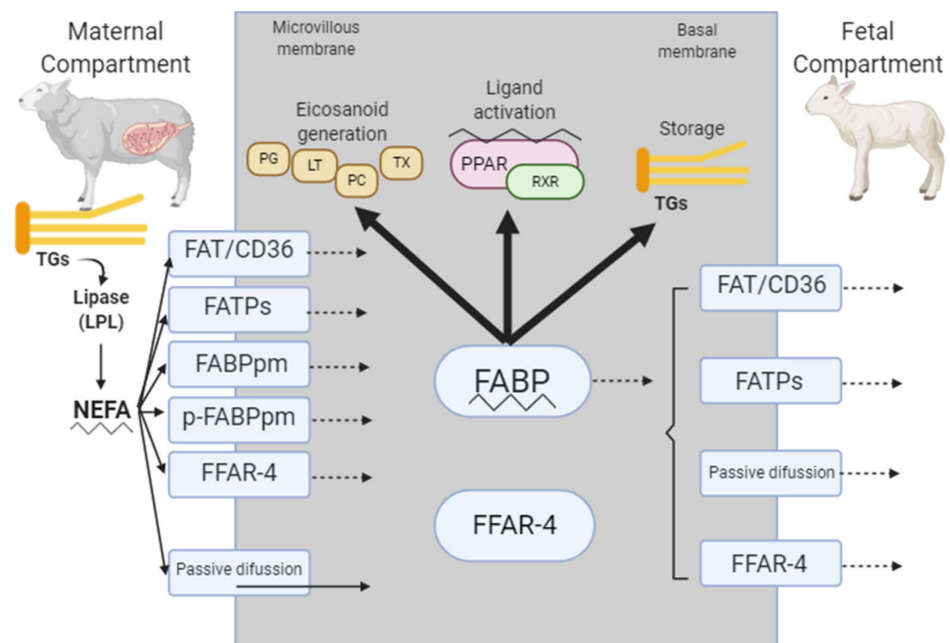 Maternal
Compartment
TGs
Lipase
(LPL)
NEFA
Microvillous
membrane
Eicosanoid
generation
PG
LT
PC
TX
Ligand
activation
PPAR
RXR
Basal
membrane
Storage
TGs
FAT/CD36
FATPs
FABPpm
p-FABPpm
FFAR-4
Passive difussion
FABP
FFAR-4
Fetal
Compartment
FAT/CD36
FATPs
Passive difussion
FFAR-4